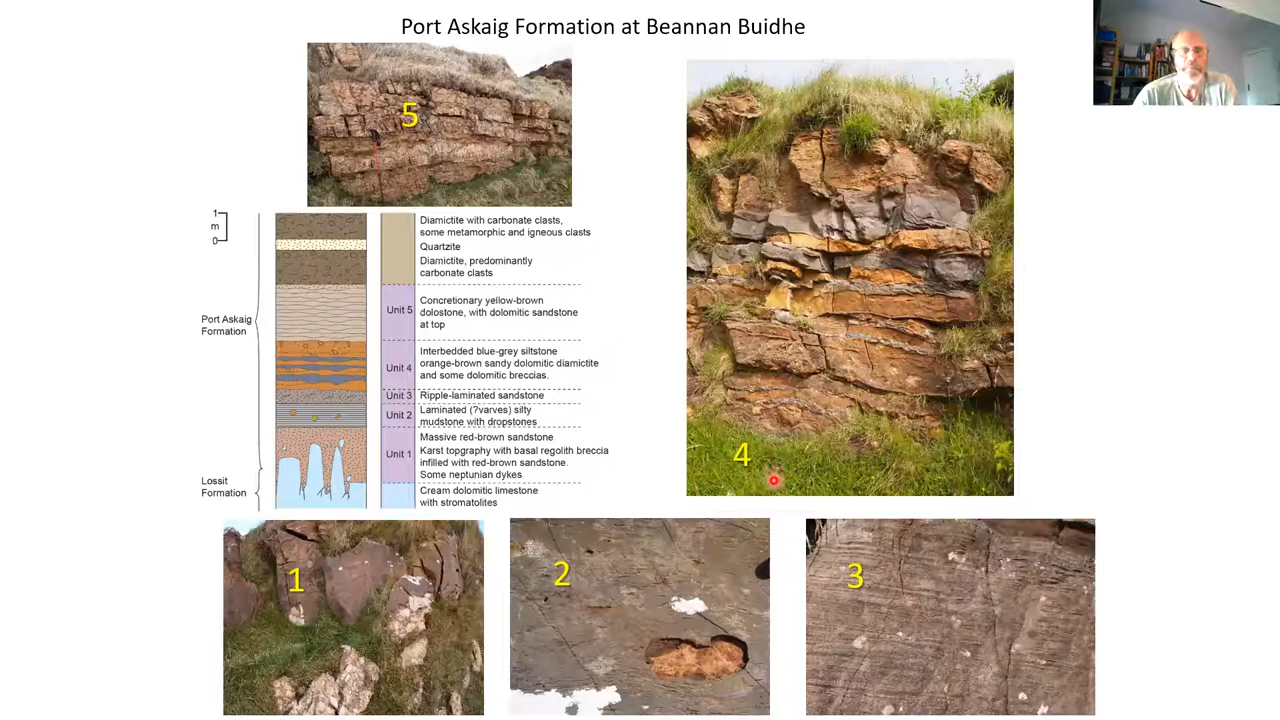 Port Askaig Formation at Beannan Buidhe
5
1
m
0
Port Askaig
Formation
Lossit
Formation
Diamictite with carbonate clasts,
some metamorphic and igneous clasts
Quartzite
Diamictite, predominantly
carbonate clasts
Unit 5
Concretionary yellow-brown
dolostone, with dolomitic sandstone
at top
Unit 4
Interbedded blue-grey siltstone
orange-brown sandy dolomitic diamictite
and some dolomitic breccias.
Unit 3
Ripple-laminated sandstone
Unit 2
Laminated (?varves) silty
mudstone with dropstones
Unit 1
Massive red-brown sandstone
Karst topography with basal regolith breccia
infilled with red-brown sandstone.
Some neptunian dykes
Cream dolomitic limestone
with stromatolites
4
1
2
3